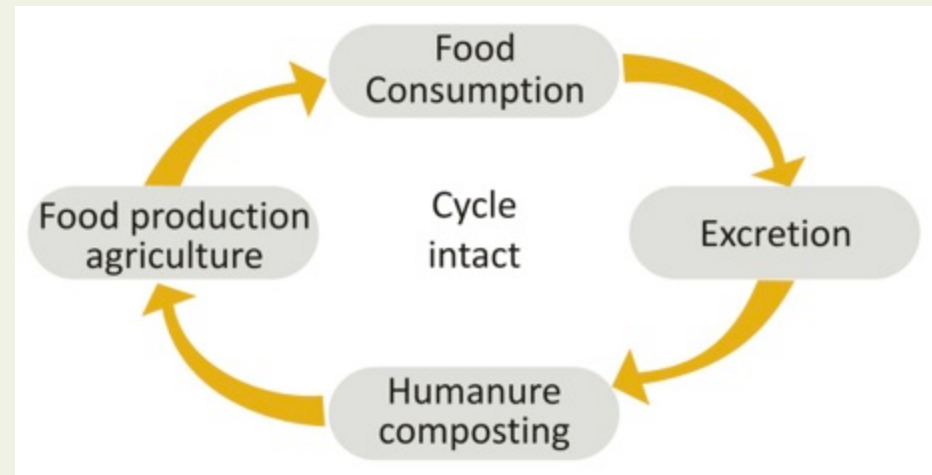 Food
Consumption
Excretion
Humanure
composting
Food production
agriculture
Cycle
intact